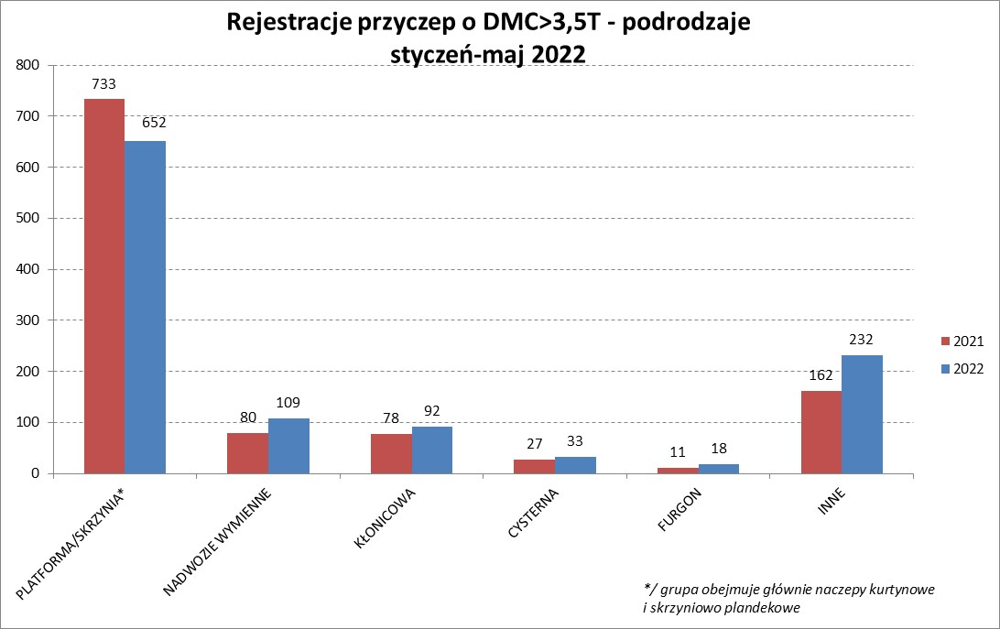 Rejestracje przyczep o DMC>3,5T - podrodzaje
styczeń-maj 2022
800
700
600
500
400
300
200
100
0
733
652
80
109
78
92
27
33
11
18
162
232
PLATFORMA/SKRZYNIA*
NADWOZIE WYMIENNE
KŁONICOWA
CYSTERNA
FURGON
INNE
2021
2022
*/ grupa obejmuje głównie naczepy kurtynowe
i skrzyniowo plandekowe